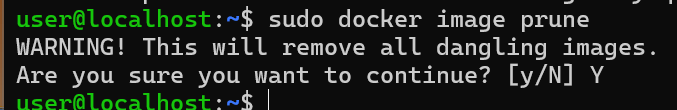 user@localhost:~$ sudo docker image prune
WARNING! This will remove all dangling images.
Are you sure you want to continue? [y/N] Y
user@localhost:~$